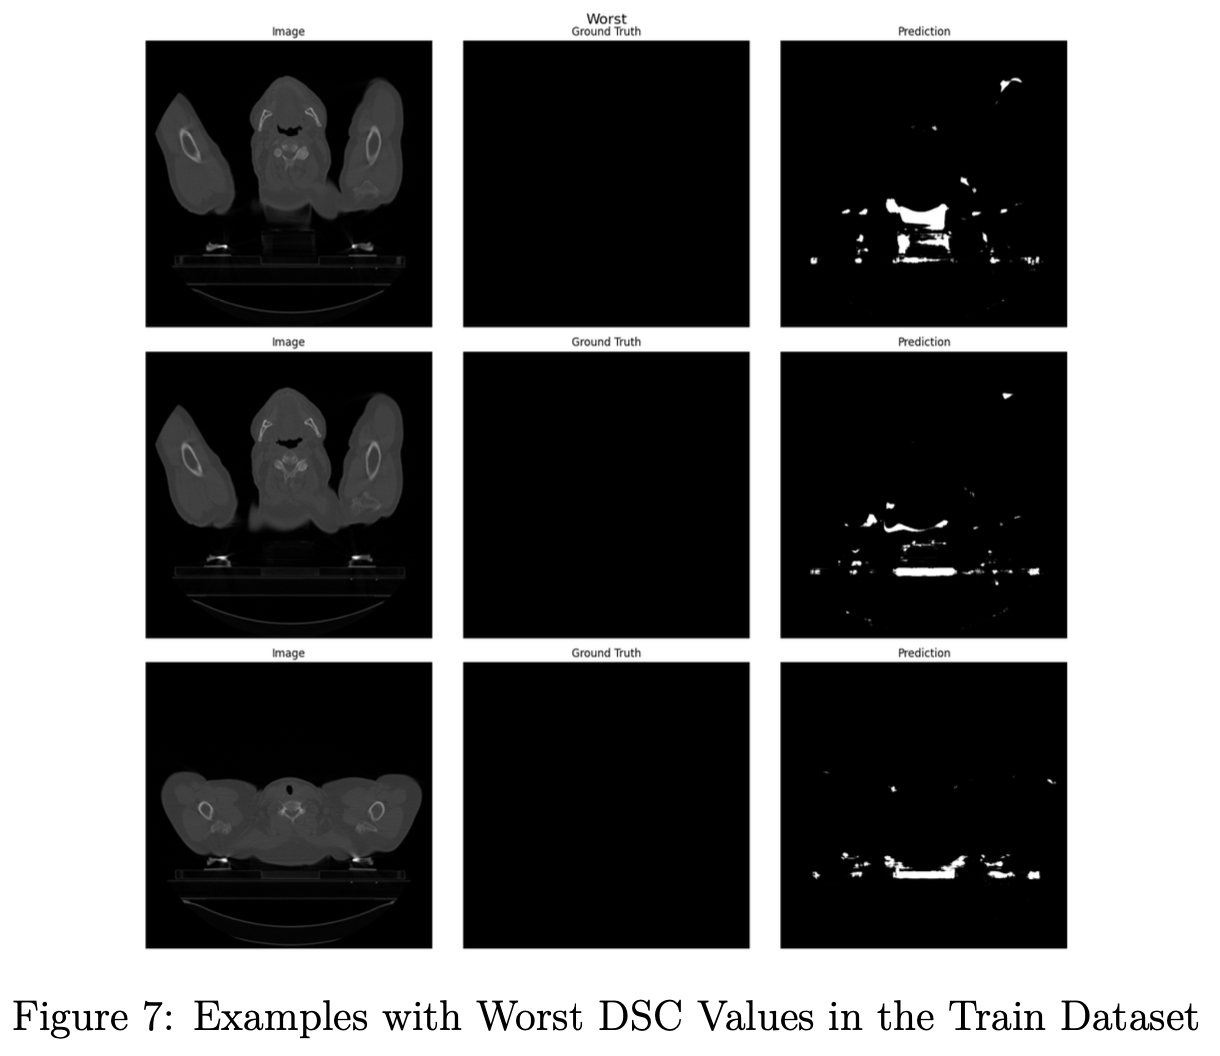 Worst
Image Ground Truth Prediction
Image Ground Truth Prediction
Image Ground Truth Prediction
Figure 7: Examples with Worst DSC Values in the Train Dataset